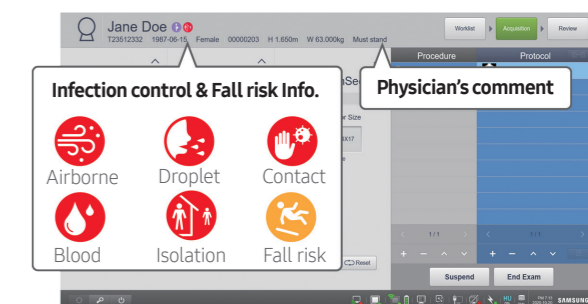 Jane Doe
T23512332 1987-06-15 Female 00000203 H 1.650m W 63.000kg Must stand
Worklist Acquisition Review
Procedure Protocol
Infection control & Fall risk Info.
Physician's comment
Airborne Droplet Contact
Blood Isolation Fall risk
Size
4X17
Reset
1/1 1/1
Suspend End Exam
SAMSUNG